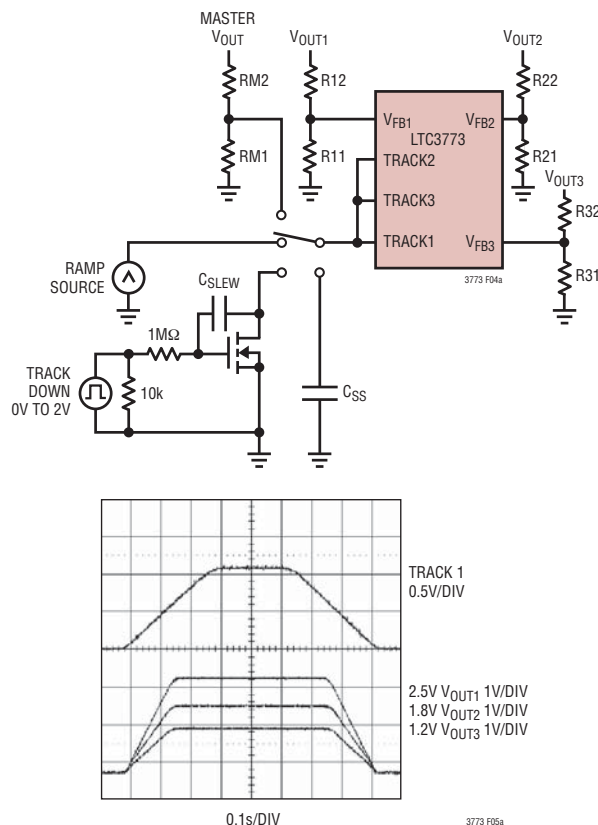 MASTER
VOUT
VOUT1
VOUT2
RM2
R12
R22
VFB1
VFB2
LTC3773
RM1
R11
TRACK2
R21
VOUT3
TRACK3
R32
TRACK1
VFB3
3773 F04a
R31
RAMP
SOURCE
CSLEW
1MΩ
TRACK
DOWN
0V TO 2V
10k
CSS
TRACK 1
0.5V/DIV
2.5V VOUT1 1V/DIV
1.8V VOUT2 1V/DIV
1.2V VOUT3 1V/DIV
0.1s/DIV
3773 F05a